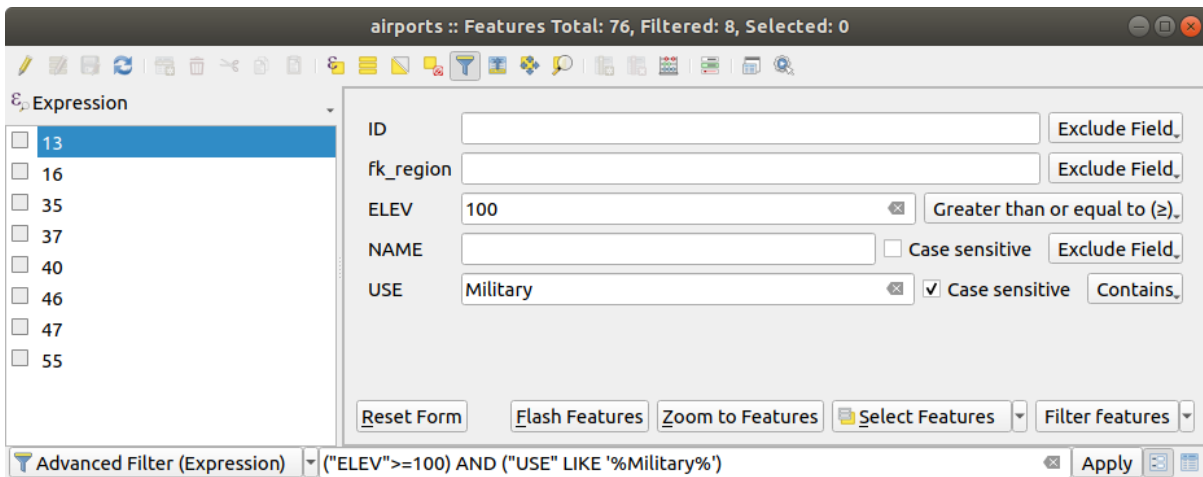 airports :: Features Total: 76, Filtered: 8, Selected: 0
Expression
13
16
35
37
40
46
47
55
ID Exclude Field
fk_region Exclude Field
ELEV 100 Greater than or equal to (≥)
NAME Case sensitive Exclude Field
USE Military Case sensitive Contains
Reset Form Flash Features Zoom to Features Select Features Filter features
Advanced Filter (Expression) ("ELEV">=100) AND ("USE" LIKE '%Military%') Apply